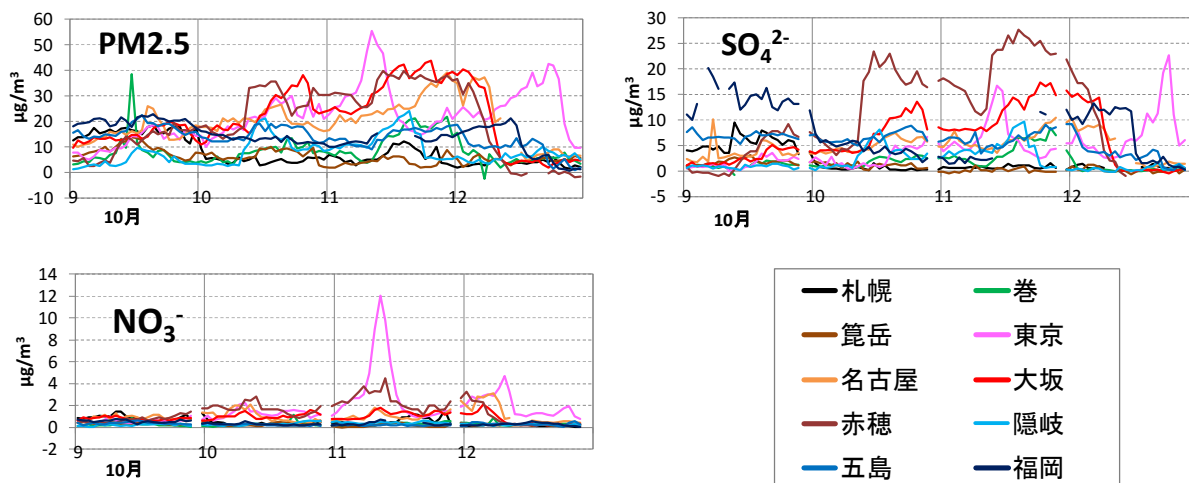 PM2.5
μg/m³
60
50
40
30
20
10
0
-10
9
10
11
12
10月
SO₄²⁻
μg/m³
30
25
20
15
10
5
0
-5
9
10
11
12
10月
NO₃⁻
μg/m³
14
12
10
8
6
4
2
0
-2
9
10
11
12
10月
札幌
巻
箟岳
東京
名古屋
大坂
赤穂
隠岐
五島
福岡